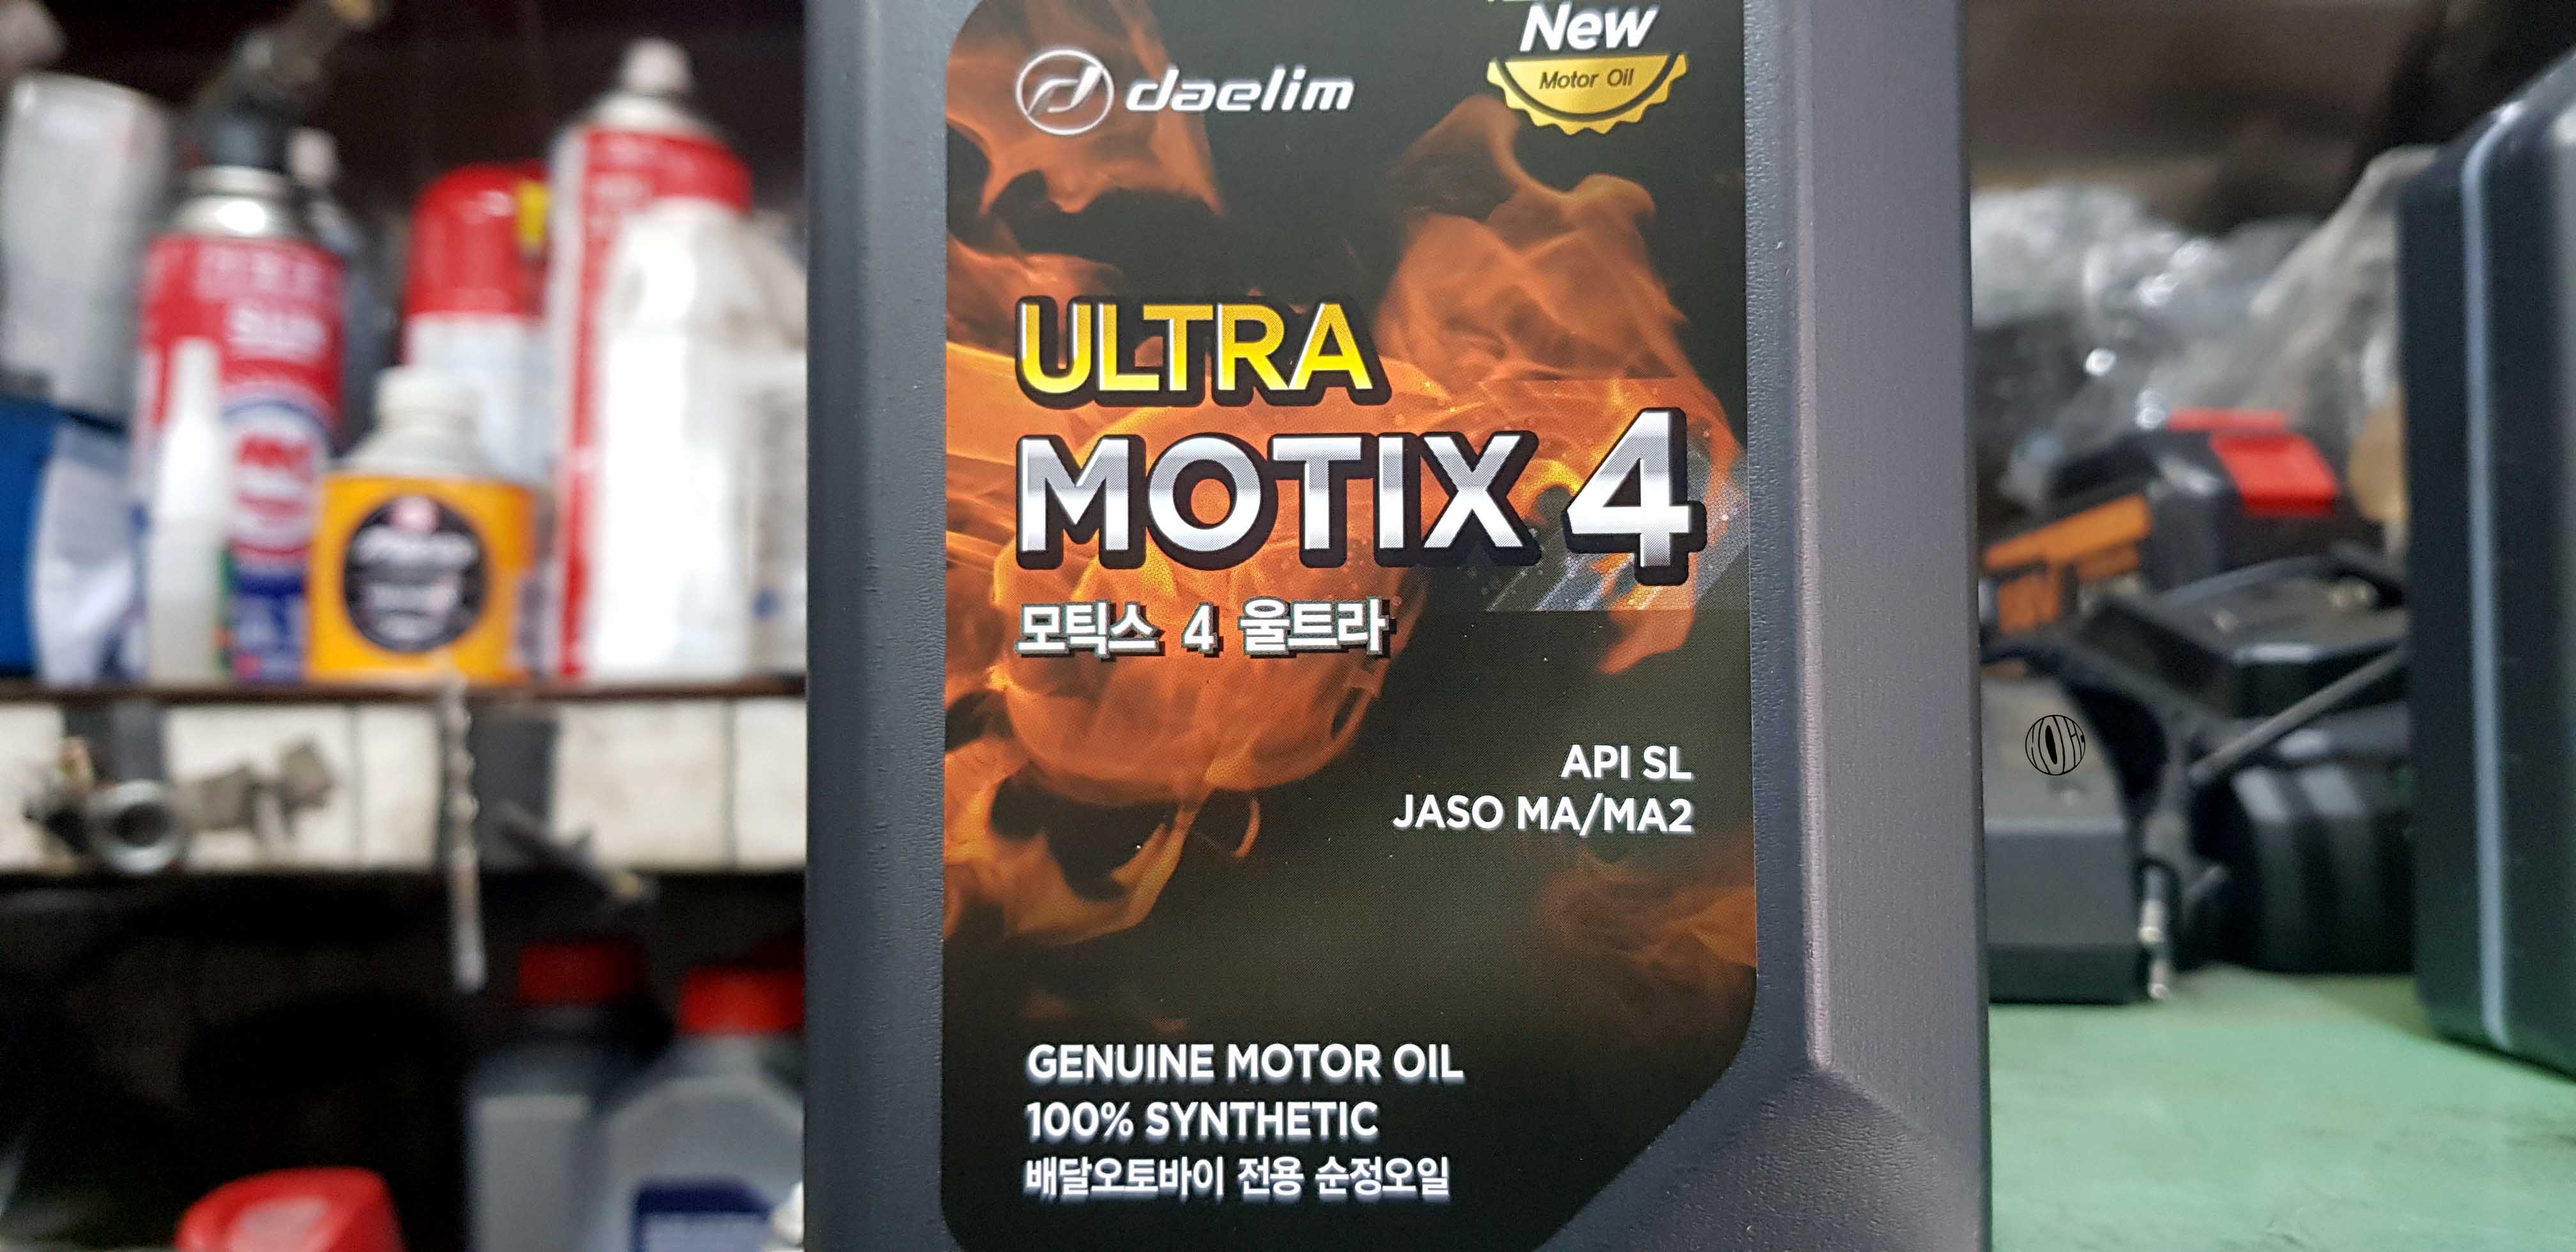 daelim
New
Motor Oil
ULTRA
MOTIX 4
모틱스 4 울트라
API SL
JASO MA/MA2
GENUINE MOTOR OIL
100% SYNTHETIC
배달오토바이 전용 순정오일